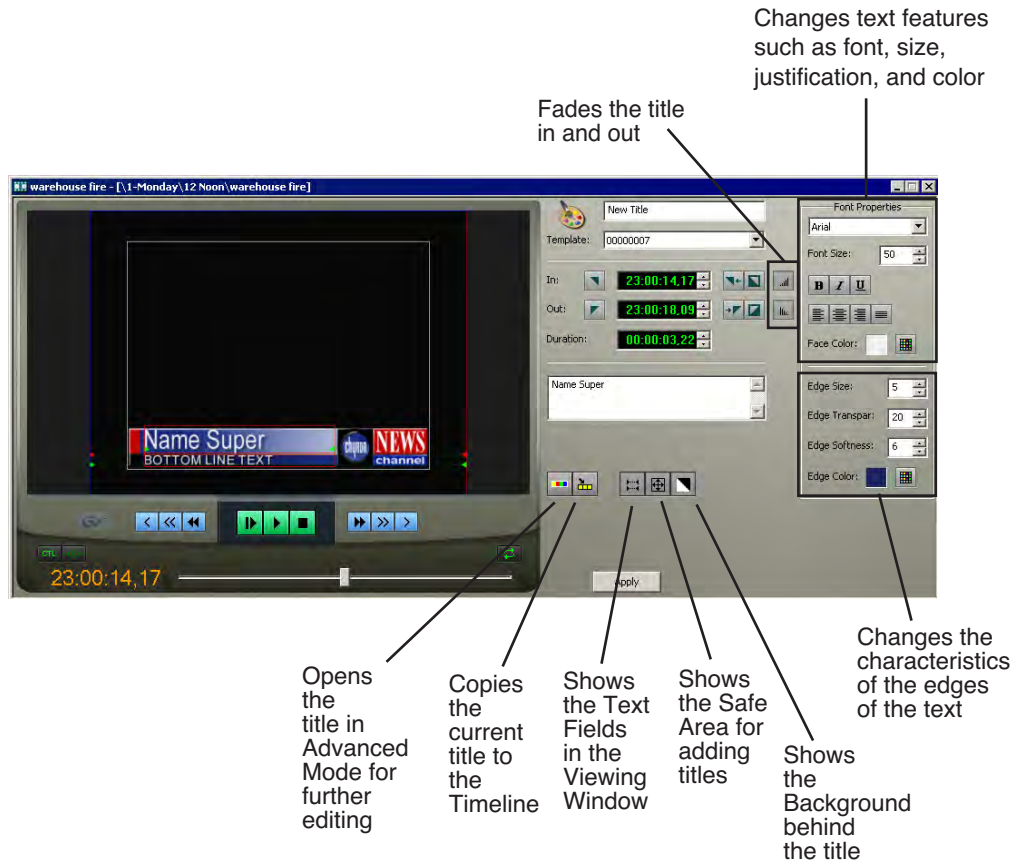 Changes text features
such as font, size,
justification, and color
Fades the title
in and out
warehouse fire - [\1-Monday\12 Noon\warehouse fire]
New Title
Template:
00000007
In:
23:00:14,17
Out:
23:00:18,09
Duration:
00:00:03,22
Name Super
Font Properties
Arial
Font Size:
50
B I U
Face Color:
Edge Size:
5
Edge Transpar:
20
Edge Softness:
6
Edge Color:
Name Super
BOTTOM LINE TEXT
chyron
NEWS
channel
CTL
23:00:14,17
Apply
Opens
the
title in
Advanced
Mode for
further
editing
Copies
the
current
title to
the
Timeline
Shows
the Text
Fields
in the
Viewing
Window
Shows
the Safe
Area for
adding
titles
Shows
the
Background
behind
the title
Changes the
characteristics
of the edges
of the text